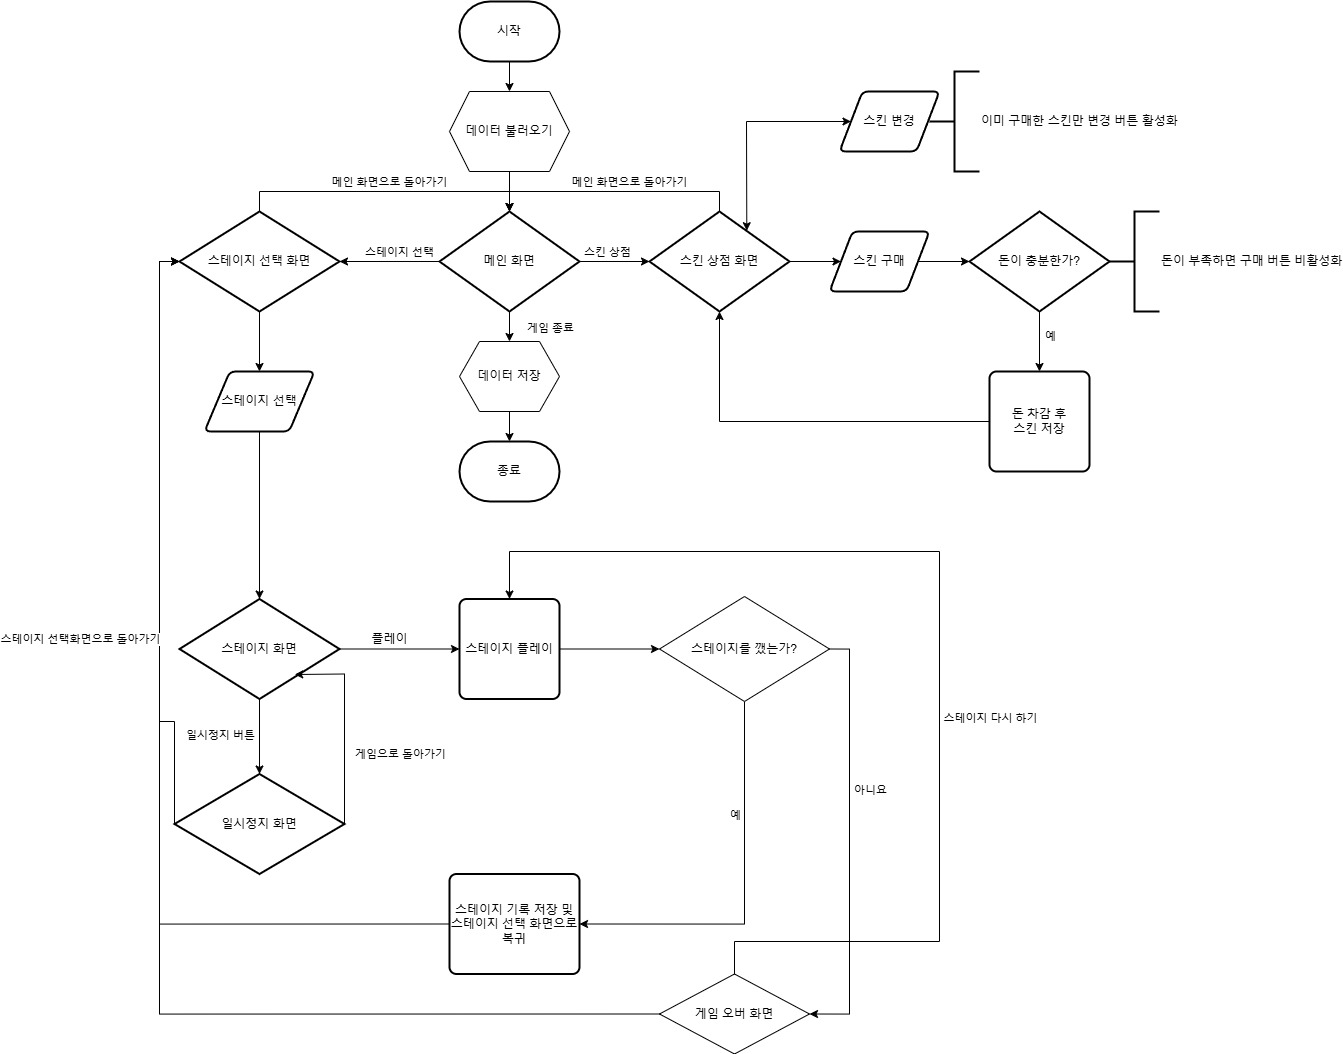 시작
데이터 불러오기
스킨 변경
이미 구매한 스킨만 변경 버튼 활성화
메인 화면으로 돌아가기
메인 화면으로 돌아가기
스테이지 선택 화면
스테이지 선택
메인 화면
스킨 상점
스킨 상점 화면
스킨 구매
돈이 충분한가?
돈이 부족하면 구매 버튼 비활성화
게임 종료
예
데이터 저장
스테이지 선택
돈 차감 후
스킨 저장
종료
스테이지 선택화면으로 돌아가기
스테이지 화면
플레이
스테이지 플레이
스테이지를 깼는가?
스테이지 다시 하기
일시정지 버튼
게임으로 돌아가기
아니요
예
일시정지 화면
스테이지 기록 저장 및
스테이지 선택 화면으로
복귀
게임 오버 화면